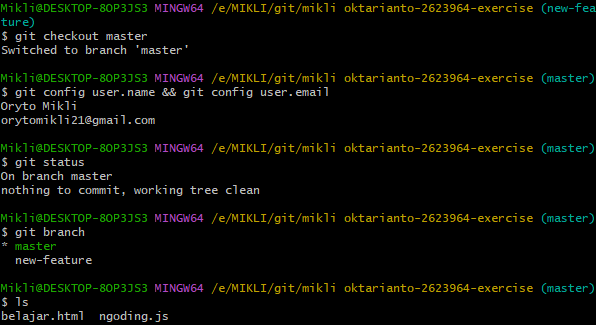 Mikli@DESKTOP-8OP3JS3 MINGW64 /e/MIKLI/git/mikli oktarianto-2623964-exercise (new-fea
ture)
$ git checkout master
Switched to branch 'master'
Mikli@DESKTOP-8OP3JS3 MINGW64 /e/MIKLI/git/mikli oktarianto-2623964-exercise (master)
$ git config user.name && git config user.email
Oryto Mikli
orytomikli21@gmail.com
Mikli@DESKTOP-8OP3JS3 MINGW64 /e/MIKLI/git/mikli oktarianto-2623964-exercise (master)
$ git status
On branch master
nothing to commit, working tree clean
Mikli@DESKTOP-8OP3JS3 MINGW64 /e/MIKLI/git/mikli oktarianto-2623964-exercise (master)
$ git branch
* master
  new-feature
Mikli@DESKTOP-8OP3JS3 MINGW64 /e/MIKLI/git/mikli oktarianto-2623964-exercise (master)
$ ls
belajar.html  ngoding.js